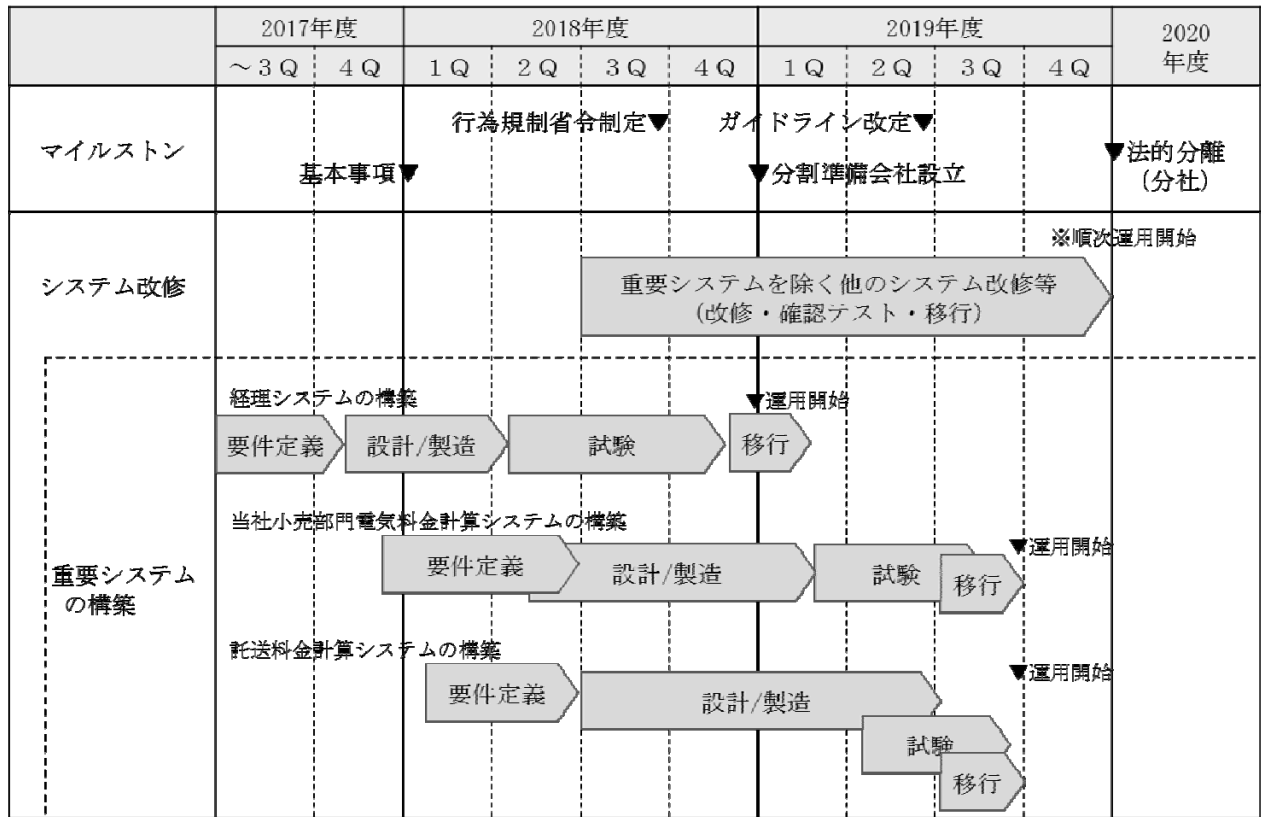 2017年度
2018年度
2019年度
2020
年度
～3Q
4Q
1Q
2Q
3Q
4Q
1Q
2Q
3Q
4Q
マイルストン
行為規制省令制定▼
ガイドライン改定▼
基本事項▼
▼分割準備会社設立
▼法的分離
（分社）
システム改修
※順次運用開始
重要システムを除く他のシステム改修等
（改修・確認テスト・移行）
重要システム
の構築
経理システムの構築
▼運用開始
要件定義
設計/製造
試験
移行
当社小売部門電気料金計算システムの構築
▼運用開始
要件定義
設計/製造
試験
移行
託送料金計算システムの構築
▼運用開始
要件定義
設計/製造
試験
移行